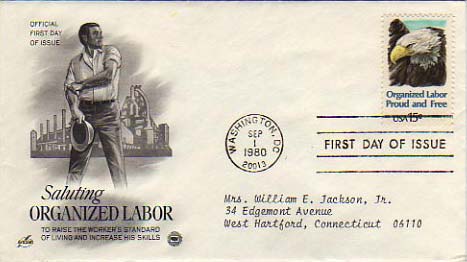 OFFICIAL
FIRST DAY
OF ISSUE
Saluting
ORGANIZED LABOR
TO RAISE THE WORKER'S STANDARD
OF LIVING AND INCREASE HIS SKILLS
Organized Labor
Proud and Free
USA 15c
WASHINGTON, DC
SEP
1
1980
20013
FIRST DAY OF ISSUE
Mrs. William E. Jackson, Jr.
34 Edgemont Avenue
West Hartford, Connecticut 06110